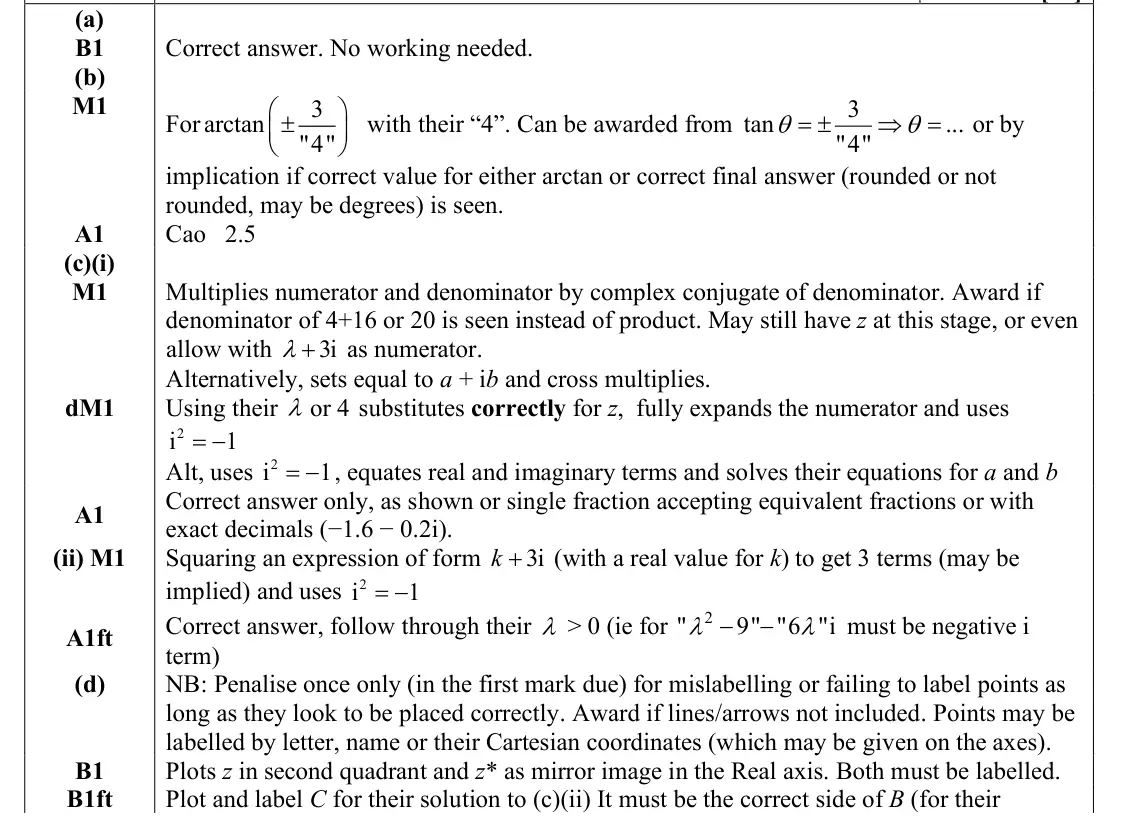 (a)
B1 Correct answer. No working needed.
(b)
M1 For arctan(± 3/"4") with their “4”. Can be awarded from tan θ = ± 3/"4" ⇒ θ = ... or by
implication if correct value for either arctan or correct final answer (rounded or not
rounded, may be degrees) is seen.
A1 Cao 2.5
(c)(i)
M1 Multiplies numerator and denominator by complex conjugate of denominator. Award if
denominator of 4+16 or 20 is seen instead of product. May still have z at this stage, or even
allow with λ + 3i as numerator.
Alternatively, sets equal to a + ib and cross multiplies.
dM1 Using their λ or 4 substitutes correctly for z, fully expands the numerator and uses
i² = −1
Alt, uses i² = −1, equates real and imaginary terms and solves their equations for a and b
A1 Correct answer only, as shown or single fraction accepting equivalent fractions or with
exact decimals (−1.6 − 0.2i).
(ii) M1 Squaring an expression of form k + 3i (with a real value for k) to get 3 terms (may be
implied) and uses i² = −1
A1ft Correct answer, follow through their λ > 0 (ie for "λ² − 9"−"6λ"i must be negative i
term)
(d) NB: Penalise once only (in the first mark due) for mislabelling or failing to label points as
long as they look to be placed correctly. Award if lines/arrows not included. Points may be
labelled by letter, name or their Cartesian coordinates (which may be given on the axes).
B1 Plots z in second quadrant and z* as mirror image in the Real axis. Both must be labelled.
B1ft Plot and label C for their solution to (c)(ii) It must be the correct side of B (for their